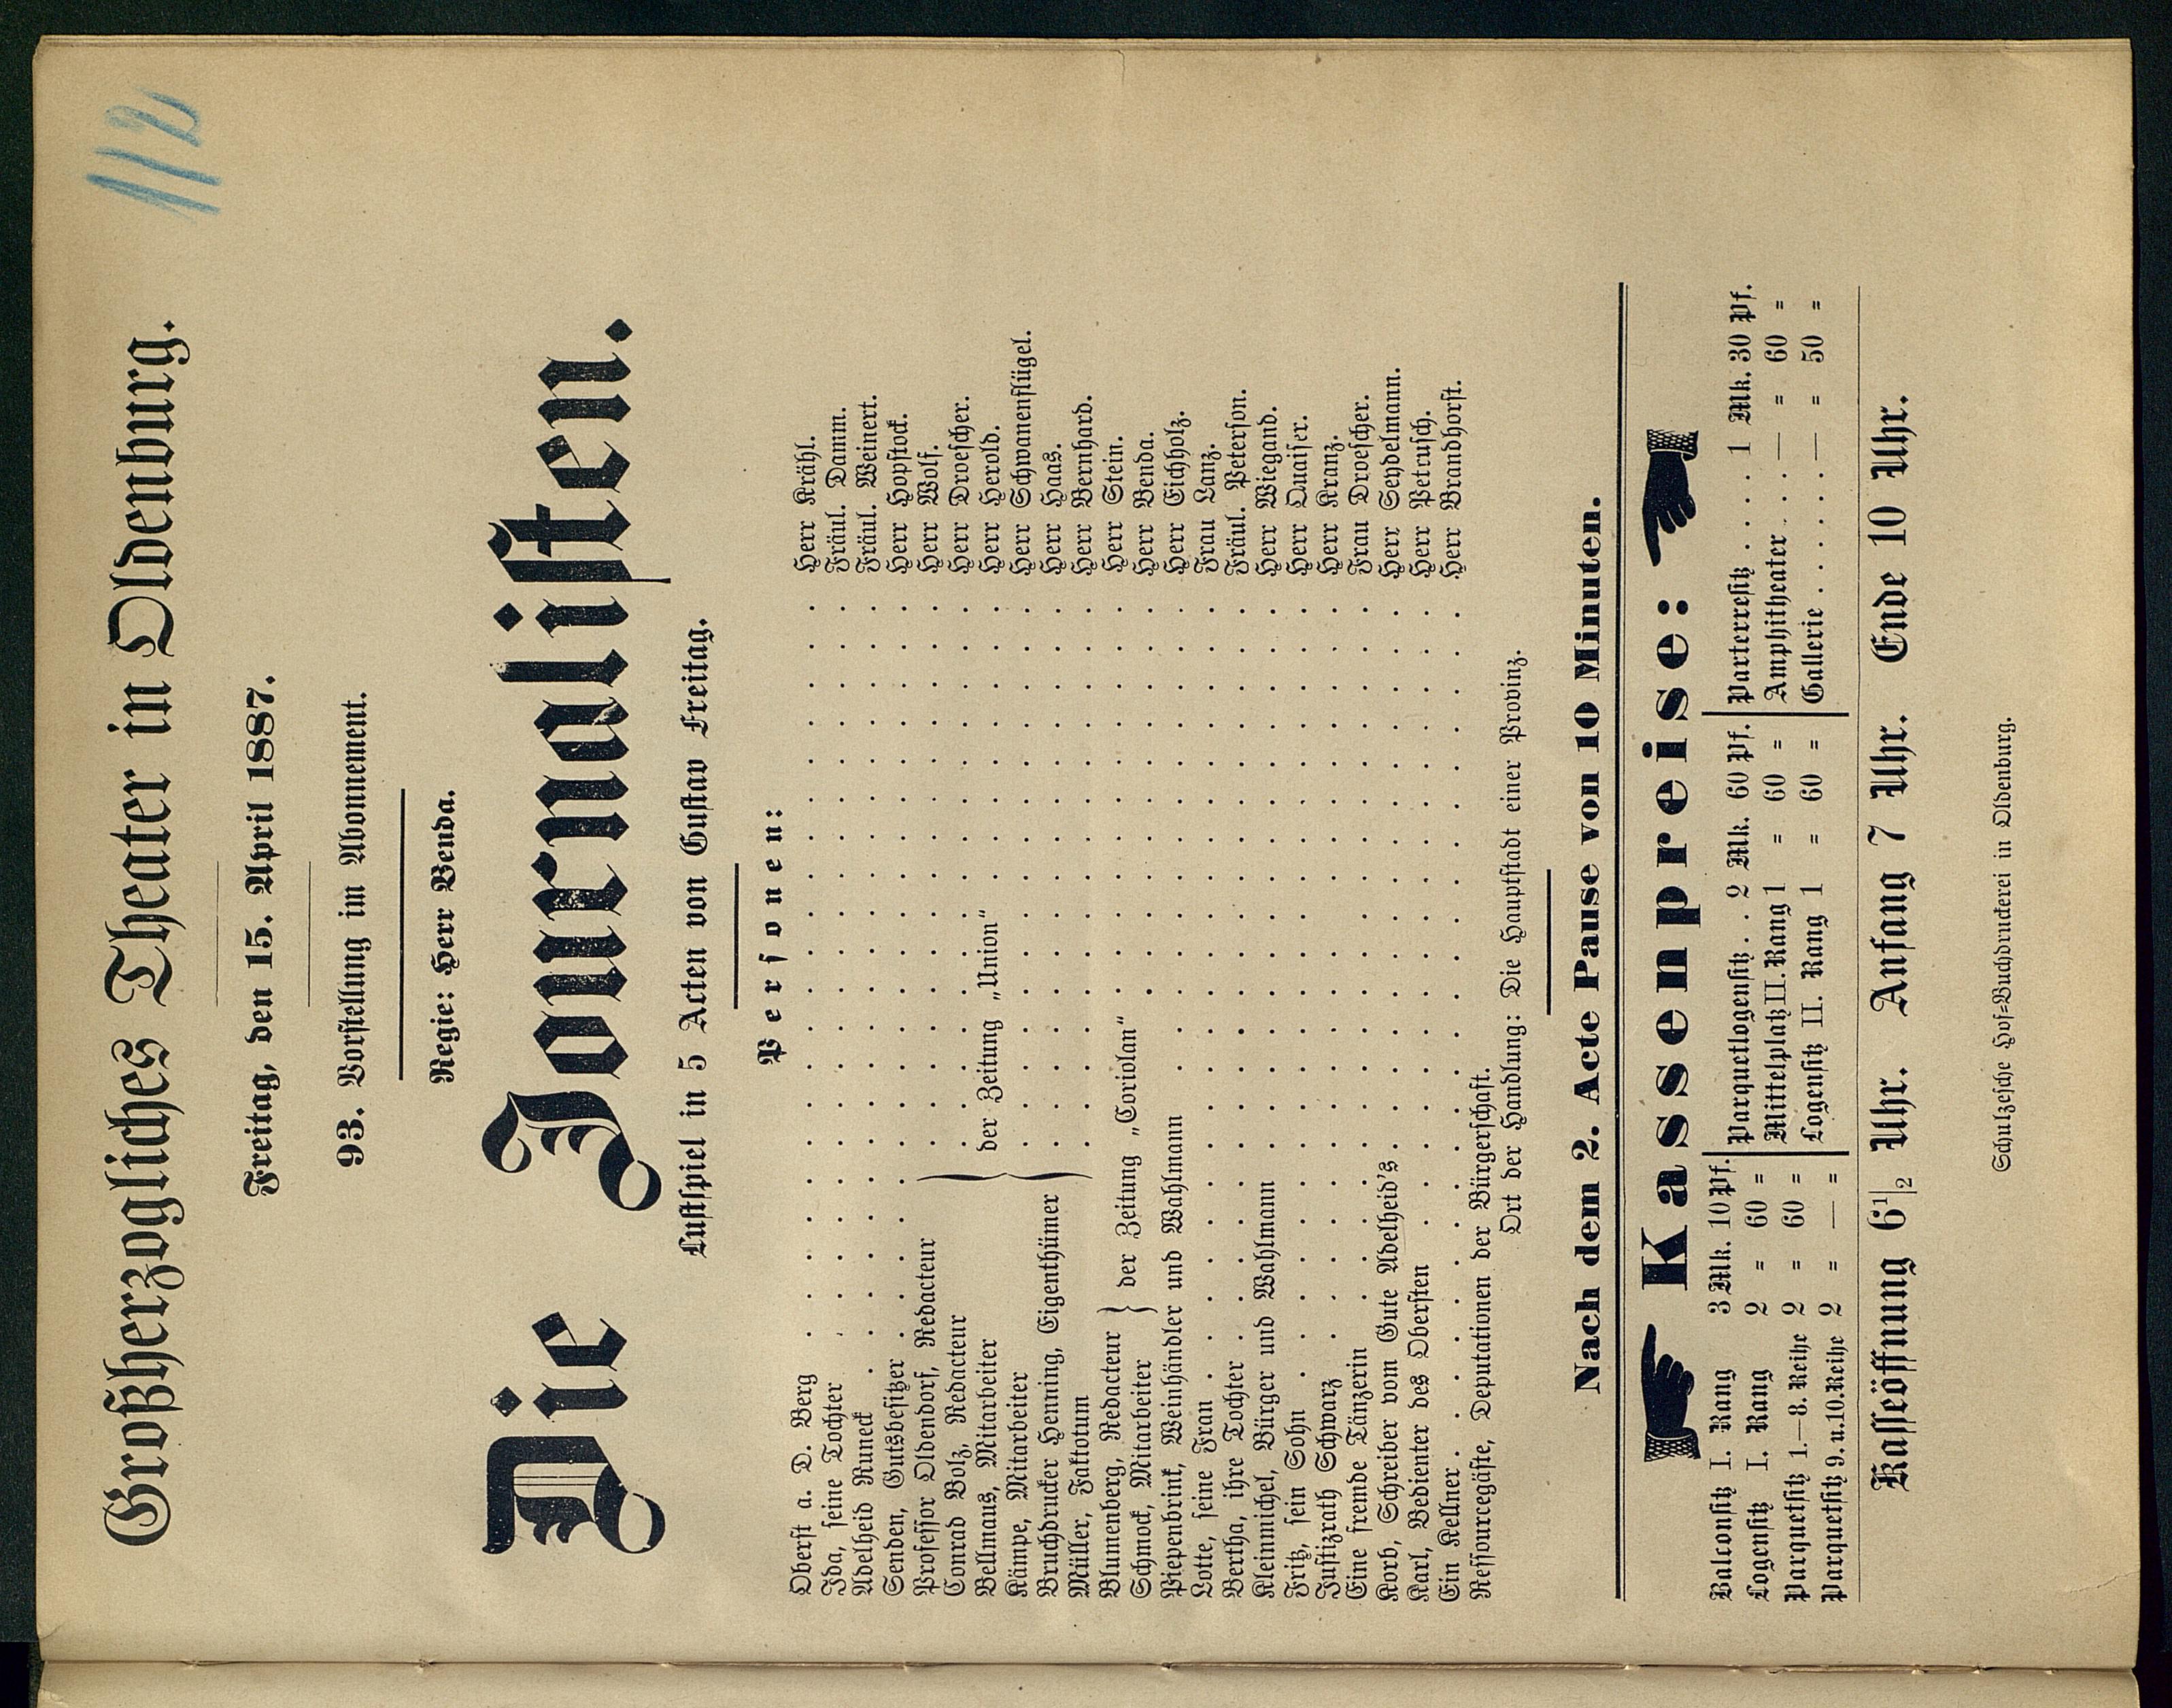 112
Großherzogliches Theater in Oldenburg.
Freitag, den 15. April 1887.
93. Vorstellung im Abonnement.
Regie: Herr Benda.
Die Journalisten.
Lustspiel in 5 Acten von Gustav Freitag.
Personen:
Oberst a. D. Berg . . . . . . . . . . Herr Krähl.
Ida, seine Tochter . . . . . . . . . . Fräul. Damm.
Adelheid Runeck . . . . . . . . . . Fräul. Weinert.
Senden, Gutsbesitzer . . . . . . . . . . Herr Hopstock.
Professor Oldendorf, Redacteur . . . . . . . . Herr Wolf.
Conrad Bolz, Redacteur . . . . . . . . Herr Droescher.
Bellmaus, Mitarbeiter } der Zeitung „Union“ . . . . . Herr Herold.
Kämpe, Mitarbeiter . . . . . . . . Herr Schwanenflügel.
Bruchdrucker Henning, Eigenthümer . . . . . . . . Herr Haas.
Müller, Faktotum . . . . . . . . Herr Bernhard.
Blumenberg, Redacteur } der Zeitung „Coriolan“ . . . . . . Herr Stein.
Schmock, Mitarbeiter . . . . . . Herr Benda.
Piepenbrink, Weinhändler und Wahlmann . . . . . . . Herr Eichholz.
Lotte, seine Frau . . . . . . . . . . Frau Lanz.
Bertha, ihre Tochter . . . . . . . . . . Fräul. Peterson.
Kleinmichel, Bürger und Wahlmann . . . . . . . . Herr Wiegand.
Fritz, sein Sohn . . . . . . . . . . Herr Quaiser.
Justizrath Schwarz . . . . . . . . . . Herr Kranz.
Eine fremde Tänzerin . . . . . . . . . . Frau Droescher.
Korb, Schreiber vom Gute Adelheid's . . . . . . . . Herr Seydelmann.
Karl, Bedienter des Obersten . . . . . . . . . Herr Petrusch.
Ein Kellner . . . . . . . . . . Herr Brandhorst.
Ressourcegäste, Deputationen der Bürgerschaft.
Ort der Handlung: Die Hauptstadt einer Provinz.
Nach dem 2. Acte Pause von 10 Minuten.
Kassenpreise:
Balconsitz I. Rang 3 Mk. 10 Pf.
Logensitz I. Rang 2 = 60 =
Parquetsitz 1.—8. Reihe 2 = 60 =
Parquetsitz 9. u. 10. Reihe 2 = — =
Parquetlogensitz . . 2 Mk. 60 Pf.
Mittelplatz II. Rang 1 = 60 =
Logensitz II. Rang 1 = 60 =
Parterresitz . . . . 1 Mk. 30 Pf.
Amphitheater . . . — = 60 =
Gallerie . . . . . . — = 50 =
Kasseöffnung 6 1/2 Uhr. Anfang 7 Uhr. Ende 10 Uhr.
Schulzesche Hof=Buchdruckerei in Oldenburg.